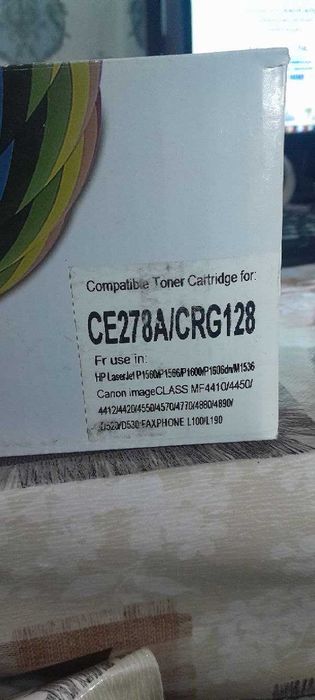 Compatible Toner Cartridge for:
CE278A/CRG128
Fr use in:
HP LaserJet P1560/P1566/P1600/P1606dn/M1536
Canon imageCLASS MF4410/4450/
4412/4420/4550/4570/4770/4880/4890/
D520/D530 FAXPHONE L100/L190